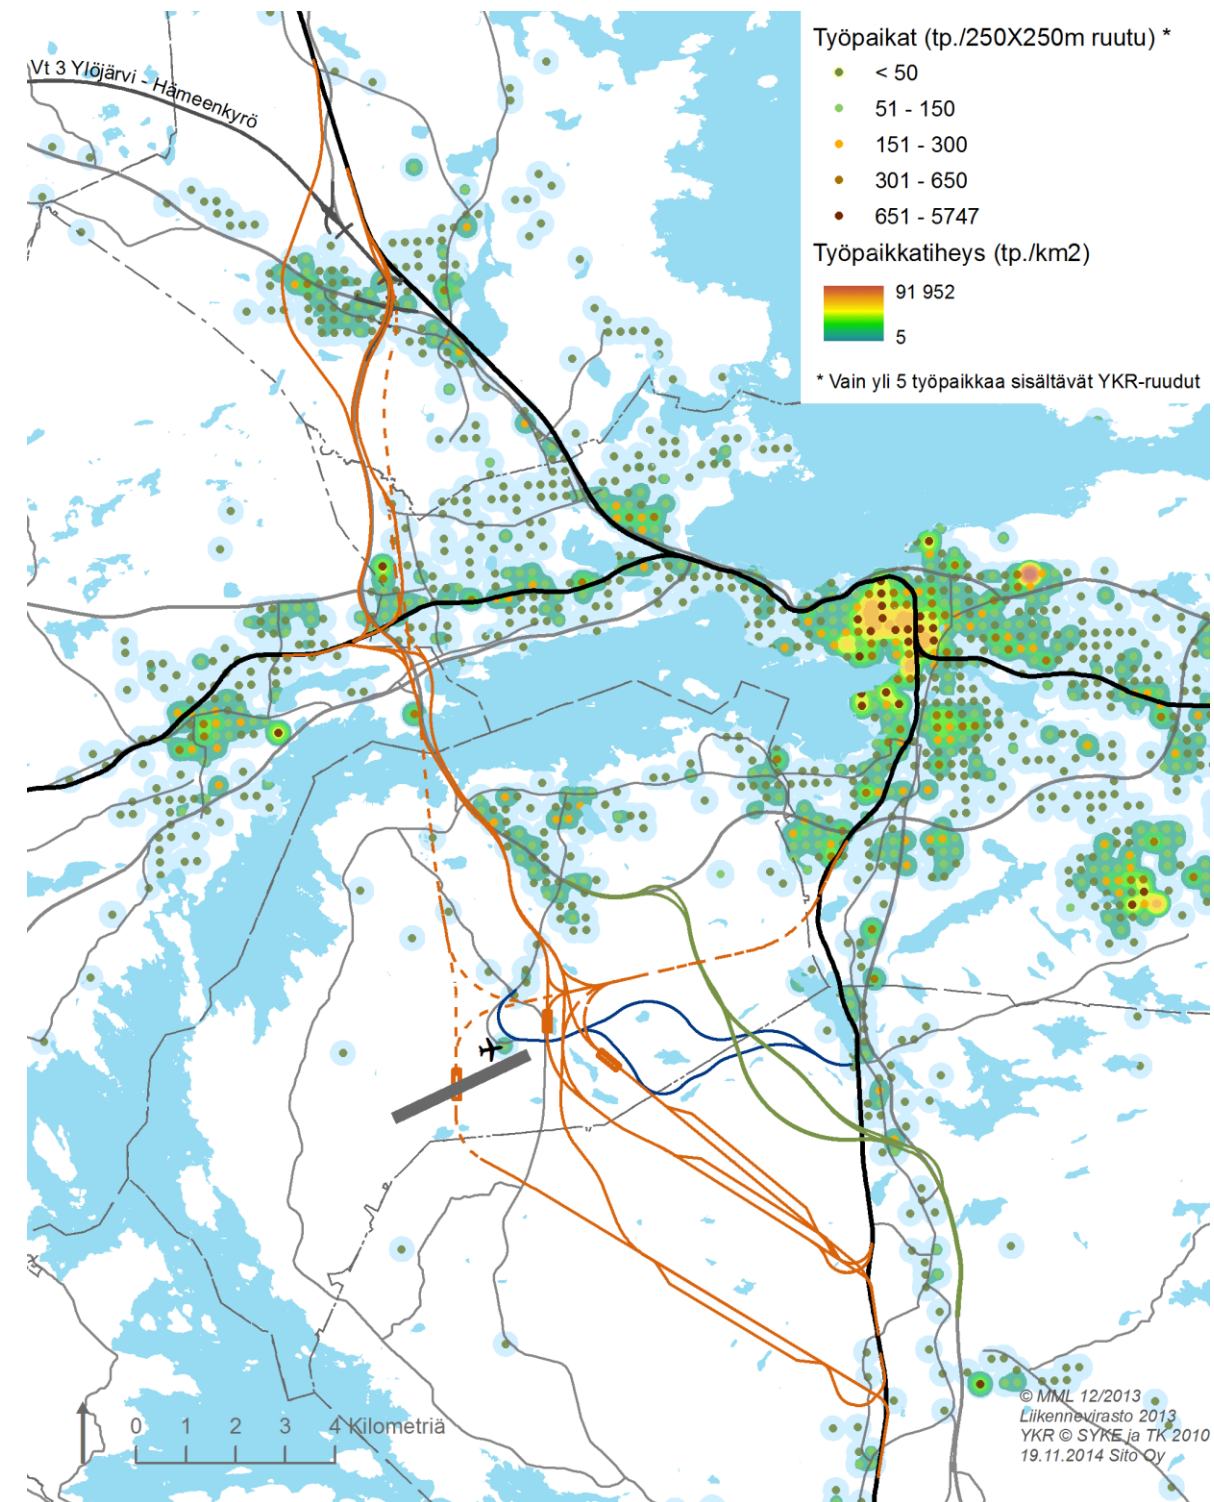 Työpaikat (tp./250X250m ruutu) *
< 50
51 - 150
151 - 300
301 - 650
651 - 5747
Työpaikkatiheys (tp./km2)
91 952
5
* Vain yli 5 työpaikkaa sisältävät YKR-ruudut
Vt 3 Ylöjärvi - Hämeenkyrö
0 1 2 3 4 Kilometriä
© MML 12/2013
Liikennevirasto 2013
YKR © SYKE ja TK 2010
19.11.2014 Sito Oy